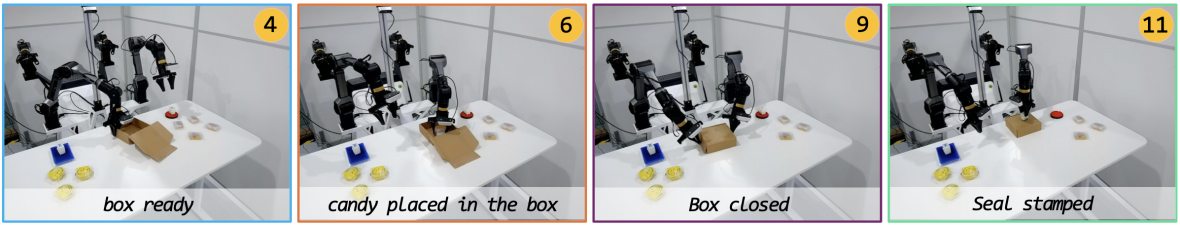 4
box ready
6
candy placed in the box
9
Box closed
11
Seal stamped